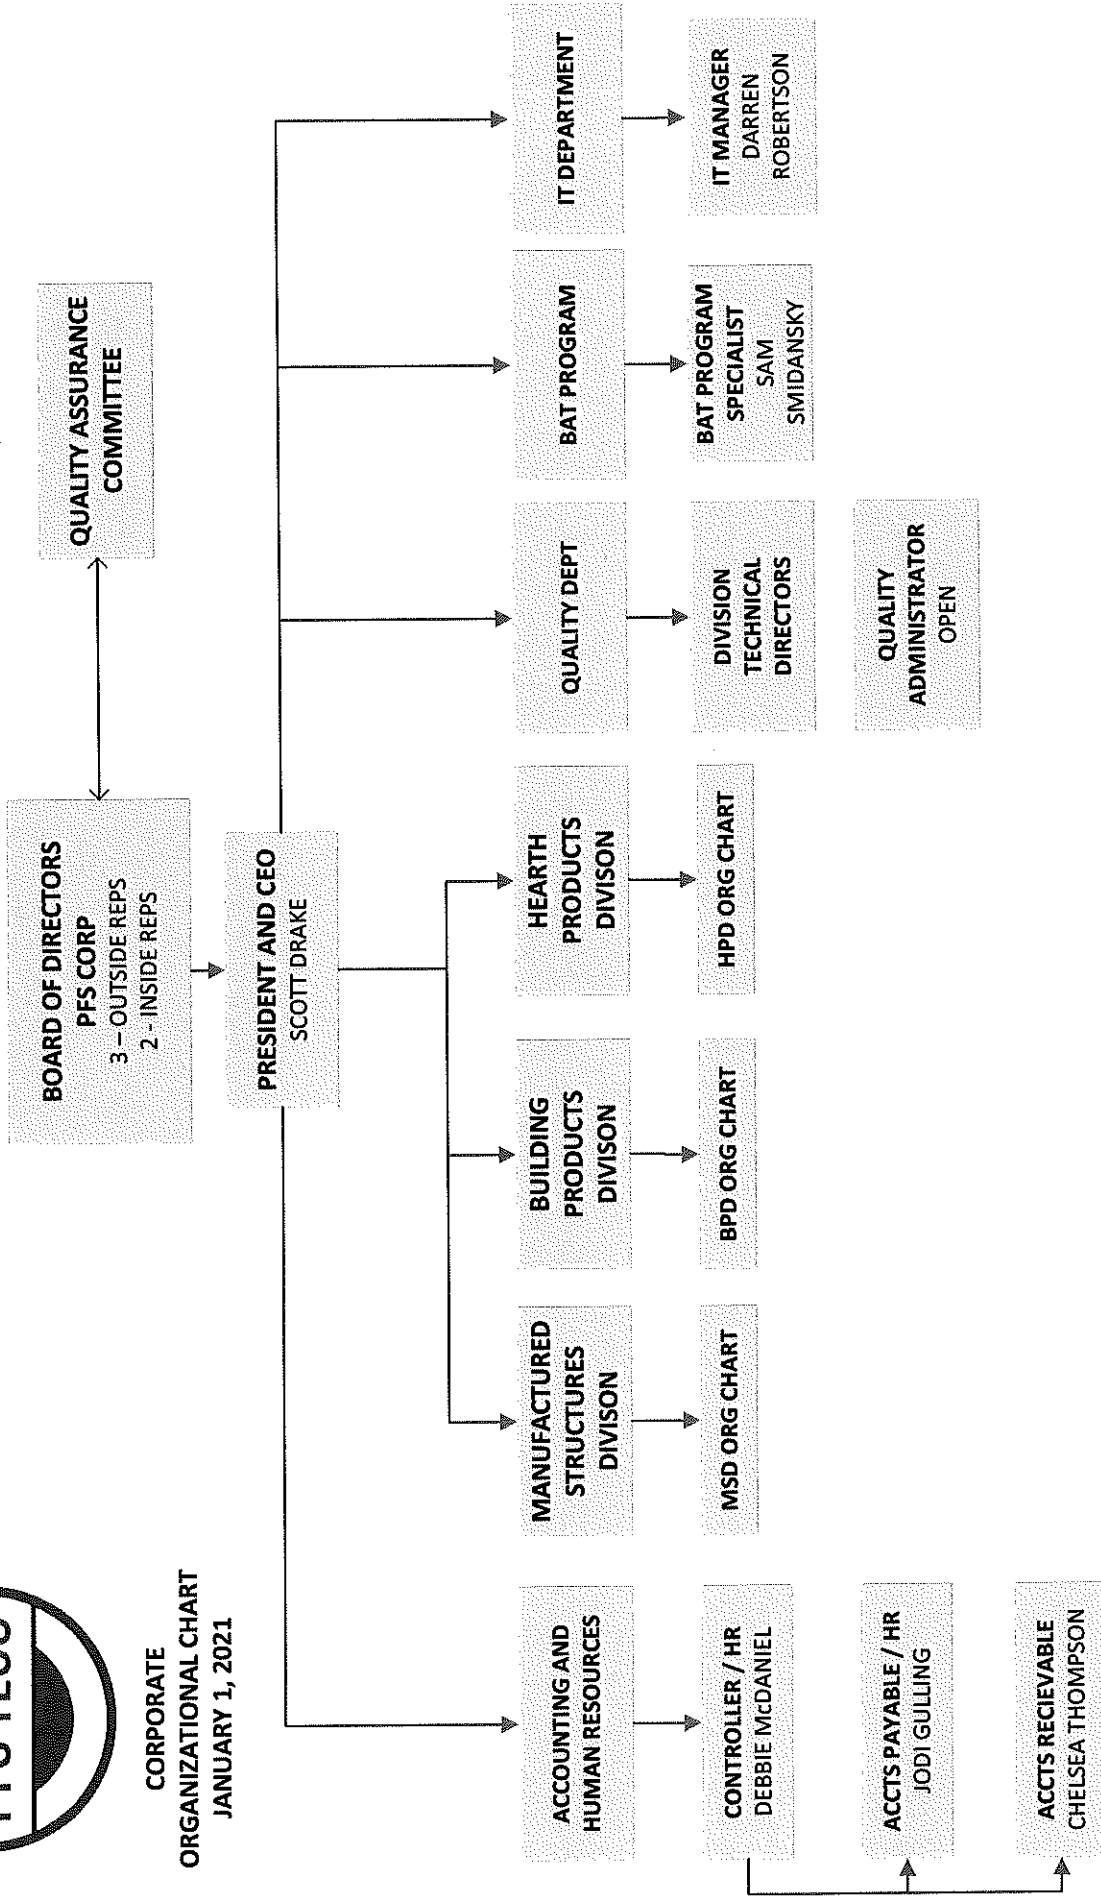 CORPORATE
ORGANIZATIONAL CHART
JANUARY 1, 2021
BOARD OF DIRECTORS
PFS CORP
3 – OUTSIDE REPS
2 - INSIDE REPS
QUALITY ASSURANCE
COMMITTEE
PRESIDENT AND CEO
SCOTT DRAKE
ACCOUNTING AND
HUMAN RESOURCES
MANUFACTURED
STRUCTURES
DIVISON
BUILDING
PRODUCTS
DIVISON
HEARTH
PRODUCTS
DIVISON
QUALITY DEPT
BAT PROGRAM
IT DEPARTMENT
CONTROLLER / HR
DEBBIE McDANIEL
MSD ORG CHART
BPD ORG CHART
HPD ORG CHART
DIVISION
TECHNICAL
DIRECTORS
BAT PROGRAM
SPECIALIST
SAM
SMIDANSKY
IT MANAGER
DARREN
ROBERTSON
ACCTS PAYABLE / HR
JODI GULLING
QUALITY
ADMINISTRATOR
OPEN
ACCTS RECIEVABLE
CHELSEA THOMPSON